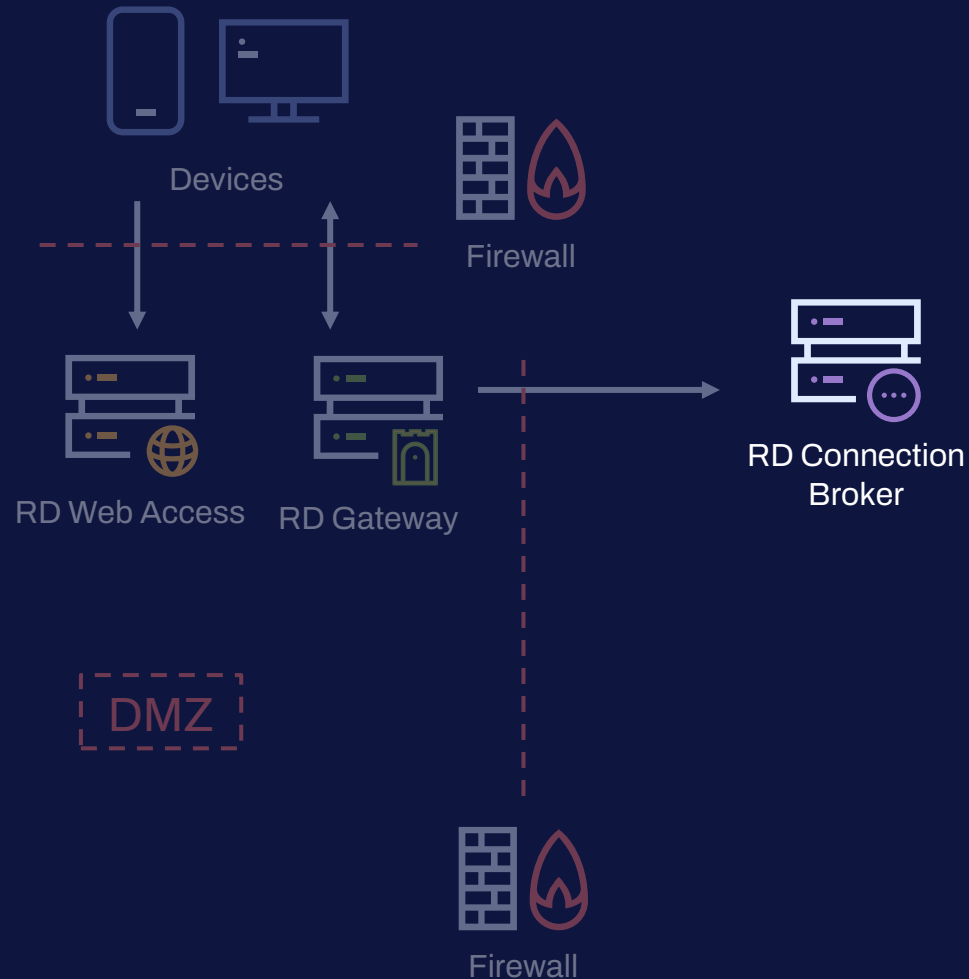 Devices
Firewall
RD Web Access
RD Gateway
RD Connection
Broker
DMZ
Firewall